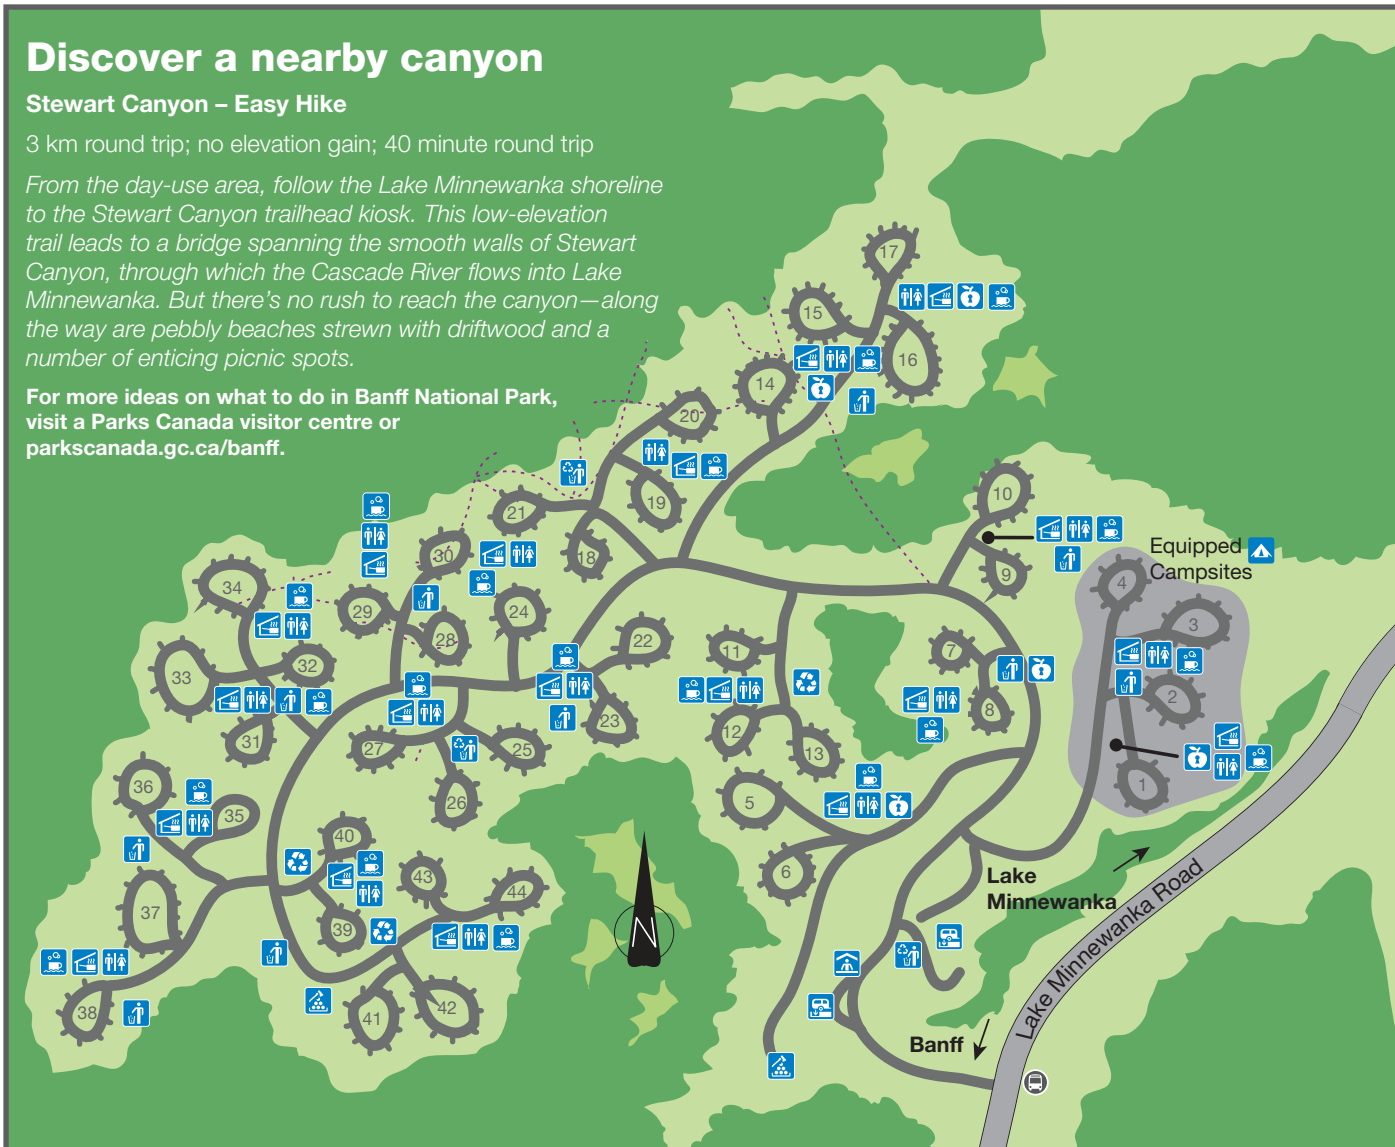 Discover a nearby canyon
Stewart Canyon – Easy Hike
3 km round trip; no elevation gain; 40 minute round trip
From the day-use area, follow the Lake Minnewanka shoreline
to the Stewart Canyon trailhead kiosk. This low-elevation
trail leads to a bridge spanning the smooth walls of Stewart
Canyon, through which the Cascade River flows into Lake
Minnewanka. But there’s no rush to reach the canyon—along
the way are pebbly beaches strewn with driftwood and a
number of enticing picnic spots.
For more ideas on what to do in Banff National Park,
visit a Parks Canada visitor centre or
parkscanada.gc.ca/banff.
17
15
16
14
20
19
21
18
10
9
Equipped
Campsites
4
3
2
1
30
29
28
24
22
23
34
33
32
31
11
12
13
7
8
27
25
26
5
6
36
35
37
38
40
39
43
44
41
42
N
Lake
Minnewanka
Lake Minnewanka Road
Banff